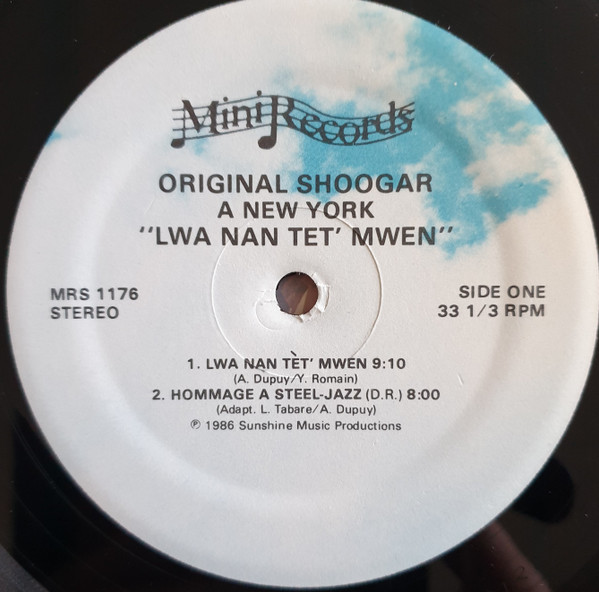 Mini Records
ORIGINAL SHOOGAR
A NEW YORK
"LWA NAN TET' MWEN"
MRS 1176
STEREO
SIDE ONE
33 1/3 RPM
1. LWA NAN TÈT' MWEN 9:10
(A. Dupuy/Y. Romain)
2. HOMMAGE A STEEL-JAZZ (D.R.) 8:00
(Adapt. L. Tabare/A. Dupuy)
℗ 1986 Sunshine Music Productions